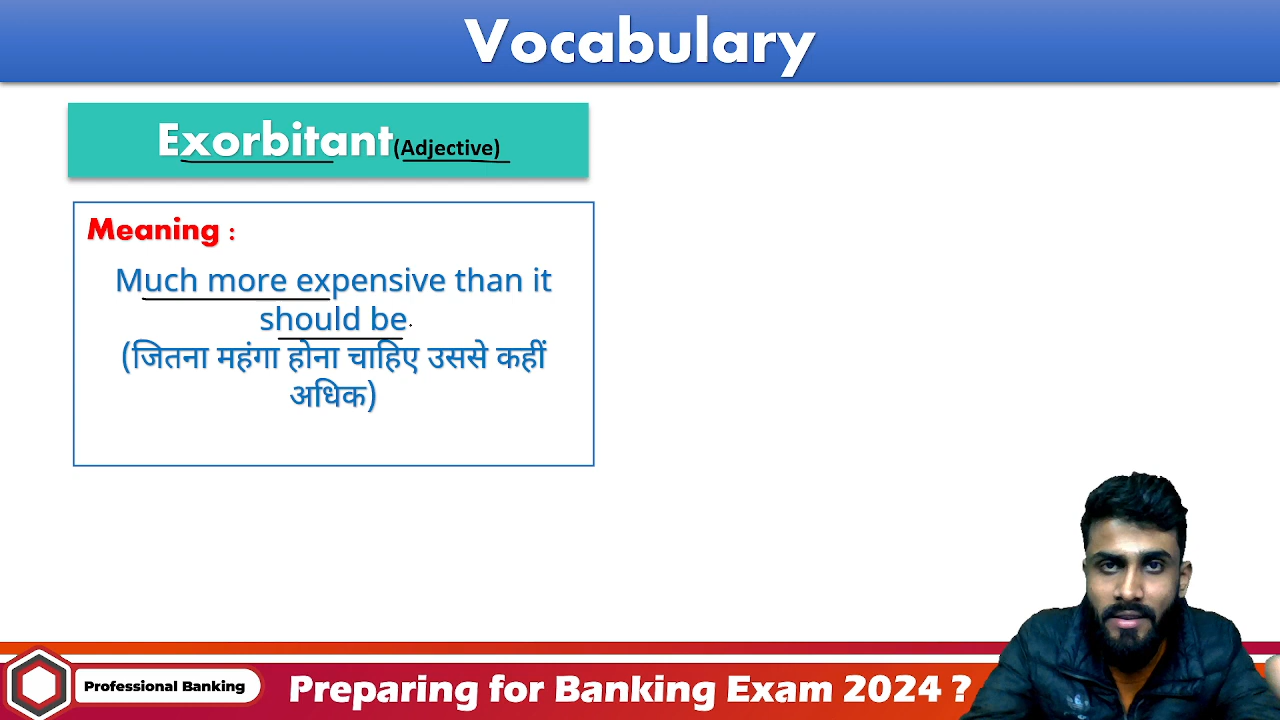 Vocabulary
Exorbitant(Adjective)
Meaning :
Much more expensive than it
should be.
(जितना महंगा होना चाहिए उससे कहीं
अधिक)
Professional Banking
Preparing for Banking Exam 2024 ?